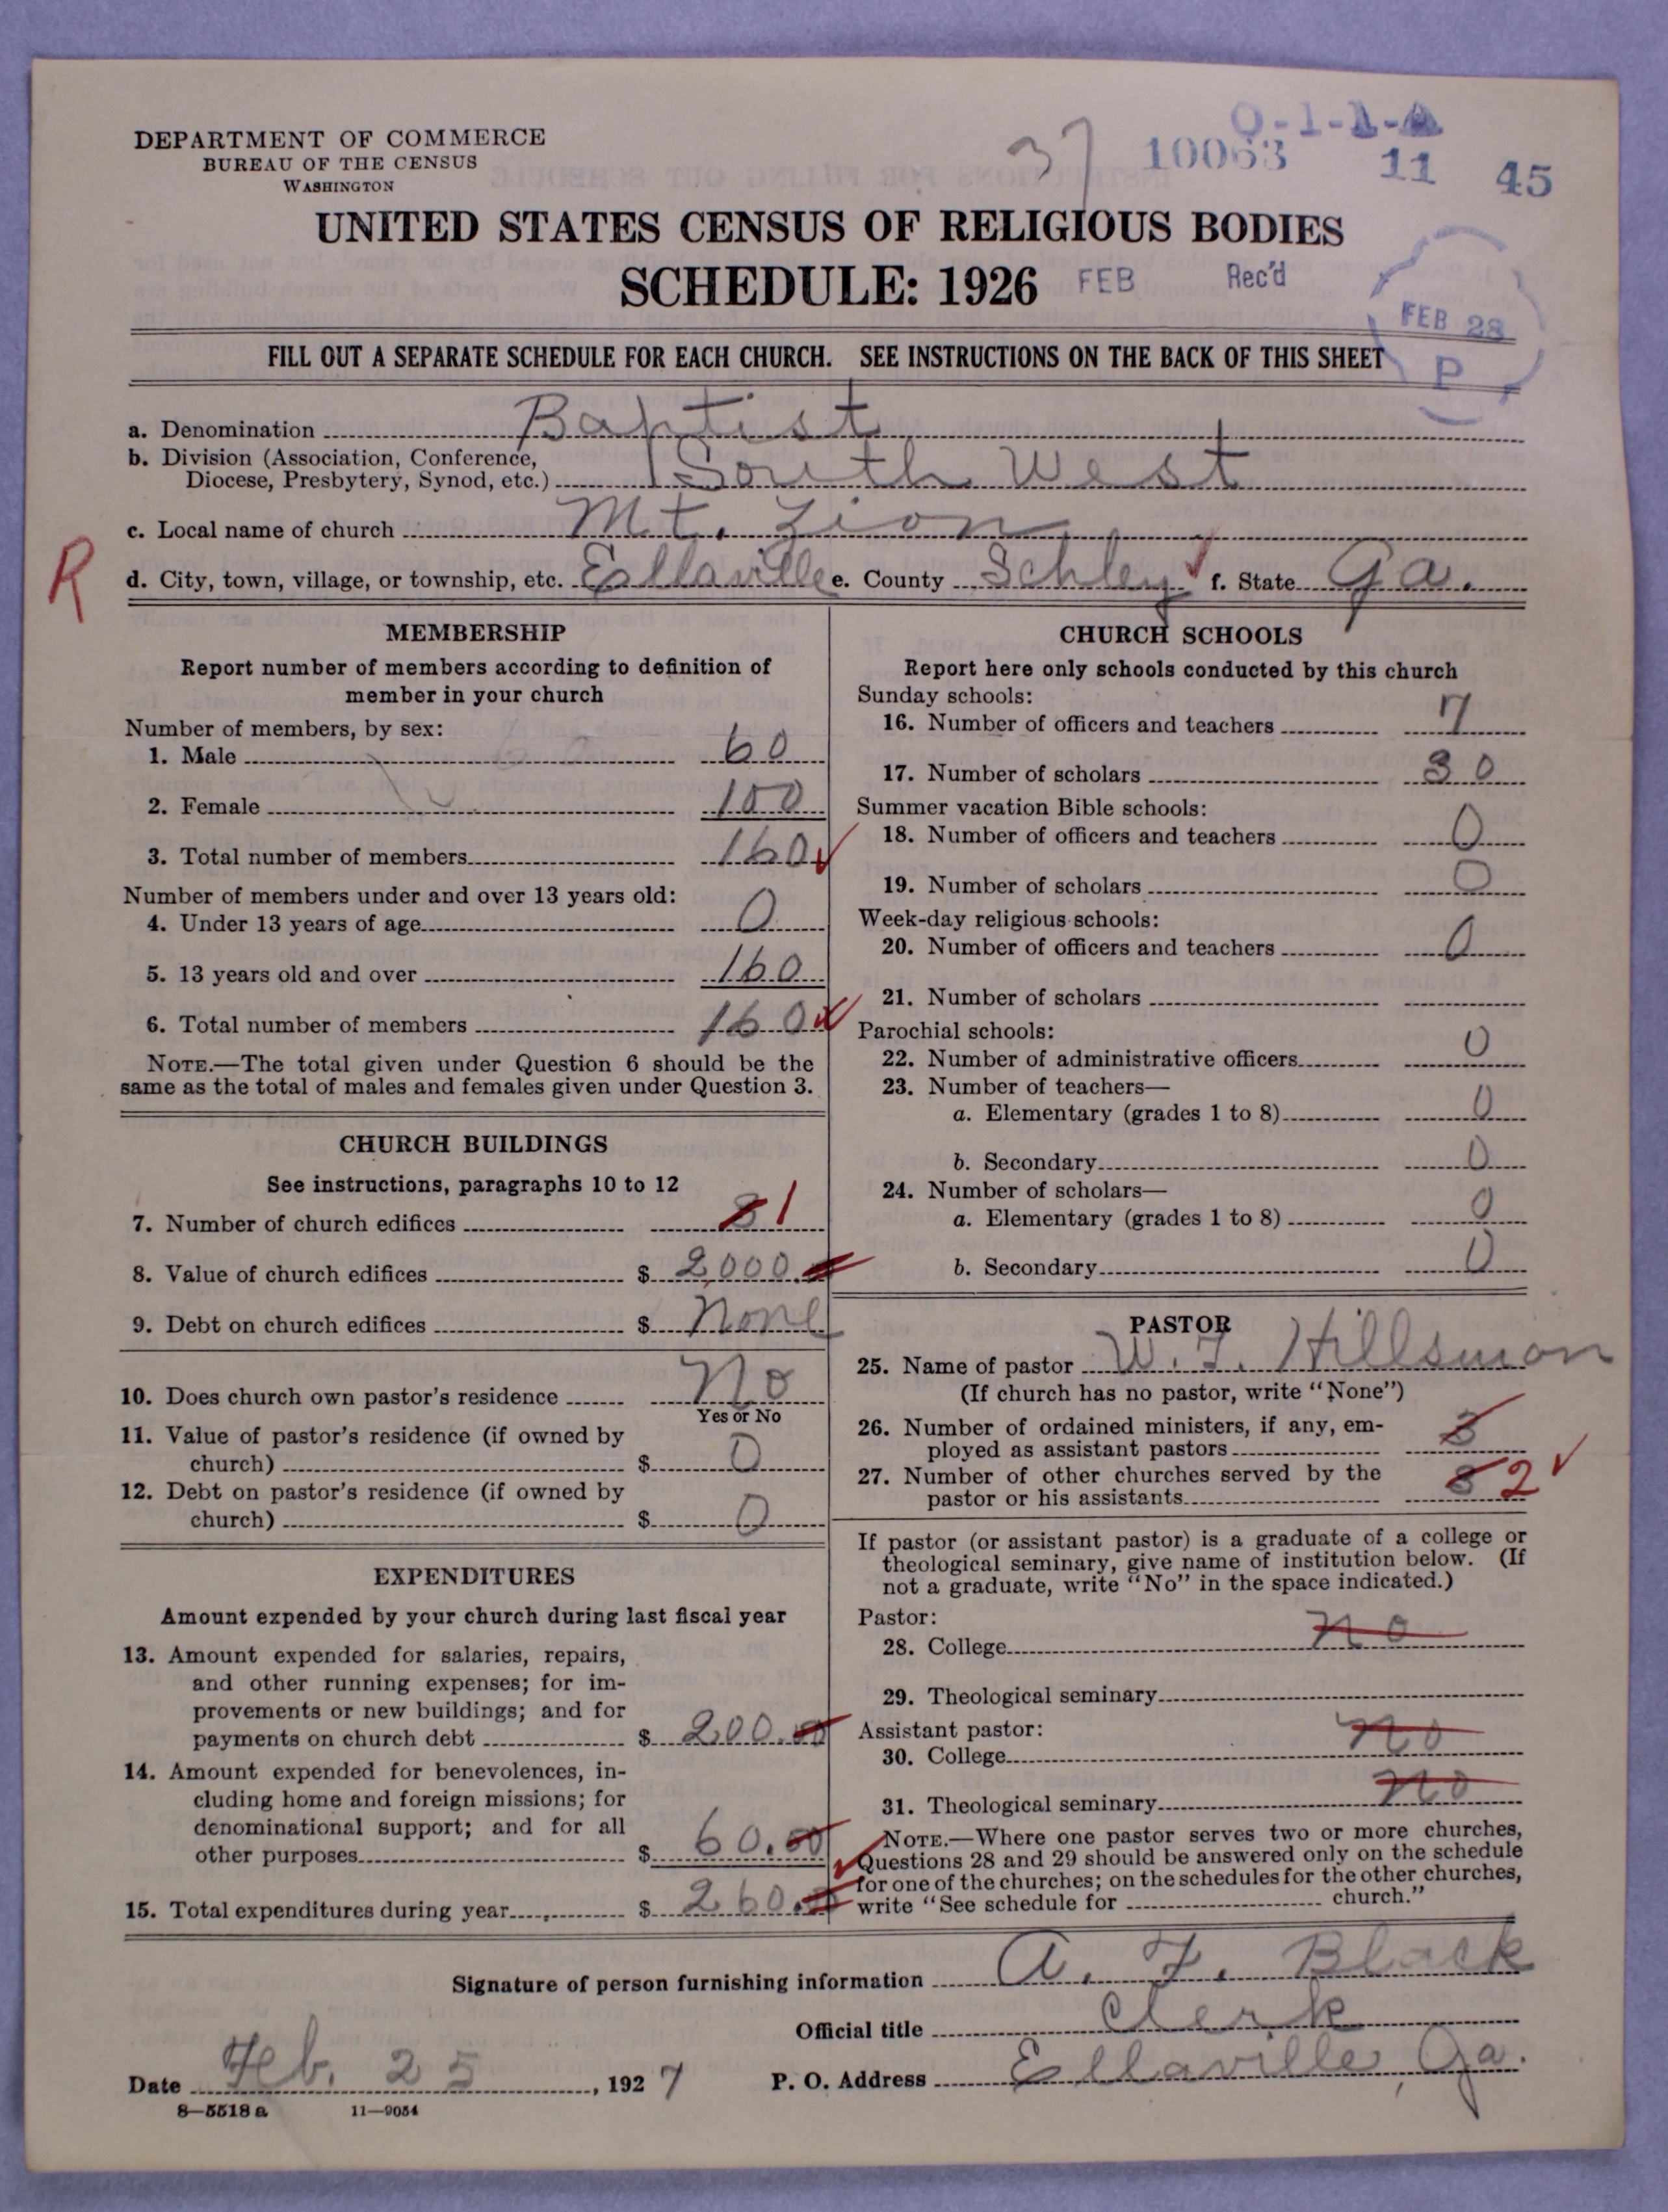 DEPARTMENT OF COMMERCE
BUREAU OF THE CENSUS
WASHINGTON
37
10063
11 45
UNITED STATES CENSUS OF RELIGIOUS BODIES
SCHEDULE: 1926
FEB Rec'd
FEB 28
P
FILL OUT A SEPARATE SCHEDULE FOR EACH CHURCH. SEE INSTRUCTIONS ON THE BACK OF THIS SHEET
a. Denomination Baptist
b. Division (Association, Conference,
Diocese, Presbytery, Synod, etc.) South West
c. Local name of church Mt. Zion
R
d. City, town, village, or township, etc. Ellaville e. County Schley f. State Ga.
MEMBERSHIP
Report number of members according to definition of
member in your church
Number of members, by sex:
1. Male 60
2. Female 100
3. Total number of members 160
Number of members under and over 13 years old:
4. Under 13 years of age 0
5. 13 years old and over 160
6. Total number of members 160
NOTE.—The total given under Question 6 should be the
same as the total of males and females given under Question 3.
CHURCH BUILDINGS
See instructions, paragraphs 10 to 12
7. Number of church edifices 1
8. Value of church edifices $ 2000.
9. Debt on church edifices $ None
10. Does church own pastor's residence No
Yes or No
11. Value of pastor's residence (if owned by
church) $ 0
12. Debt on pastor's residence (if owned by
church) $ 0
EXPENDITURES
Amount expended by your church during last fiscal year
13. Amount expended for salaries, repairs,
and other running expenses; for im-
provements or new buildings; and for
payments on church debt $ 200.00
14. Amount expended for benevolences, in-
cluding home and foreign missions; for
denominational support; and for all
other purposes $ 60.00
15. Total expenditures during year $ 260.
CHURCH SCHOOLS
Report here only schools conducted by this church
Sunday schools:
16. Number of officers and teachers 7
17. Number of scholars 30
Summer vacation Bible schools:
18. Number of officers and teachers 0
19. Number of scholars 0
Week-day religious schools:
20. Number of officers and teachers 0
21. Number of scholars
Parochial schools:
22. Number of administrative officers 0
23. Number of teachers—
a. Elementary (grades 1 to 8) 0
b. Secondary 0
24. Number of scholars—
a. Elementary (grades 1 to 8) 0
b. Secondary 0
PASTOR
25. Name of pastor W. F. Hillsman
(If church has no pastor, write "None")
26. Number of ordained ministers, if any, em-
ployed as assistant pastors 3
27. Number of other churches served by the
pastor or his assistants 2
If pastor (or assistant pastor) is a graduate of a college or
theological seminary, give name of institution below. (If
not a graduate, write "No" in the space indicated.)
Pastor:
28. College No
29. Theological seminary
Assistant pastor:
30. College No
31. Theological seminary No
NOTE.—Where one pastor serves two or more churches,
Questions 28 and 29 should be answered only on the schedule
for one of the churches; on the schedules for the other churches,
write "See schedule for church."
Signature of person furnishing information A. F. Black
Official title Clerk
Date Feb. 25, 1927 P. O. Address Ellaville, Ga.
8—5518 a 11—9054